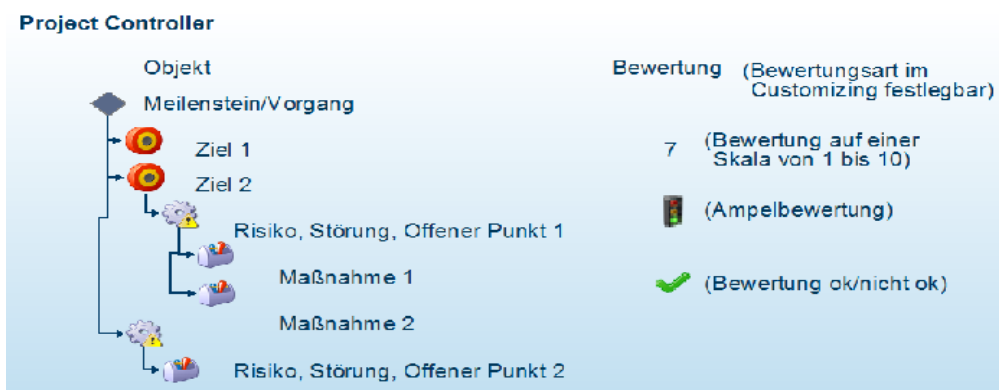 Project Controller
Objekt
Bewertung (Bewertungsart im
Customizing festlegbar)
Meilenstein/Vorgang
Ziel 1
7 (Bewertung auf einer
Skala von 1 bis 10)
Ziel 2
(Ampelbewertung)
Risiko, Störung, Offener Punkt 1
Maßnahme 1
(Bewertung ok/nicht ok)
Maßnahme 2
Risiko, Störung, Offener Punkt 2